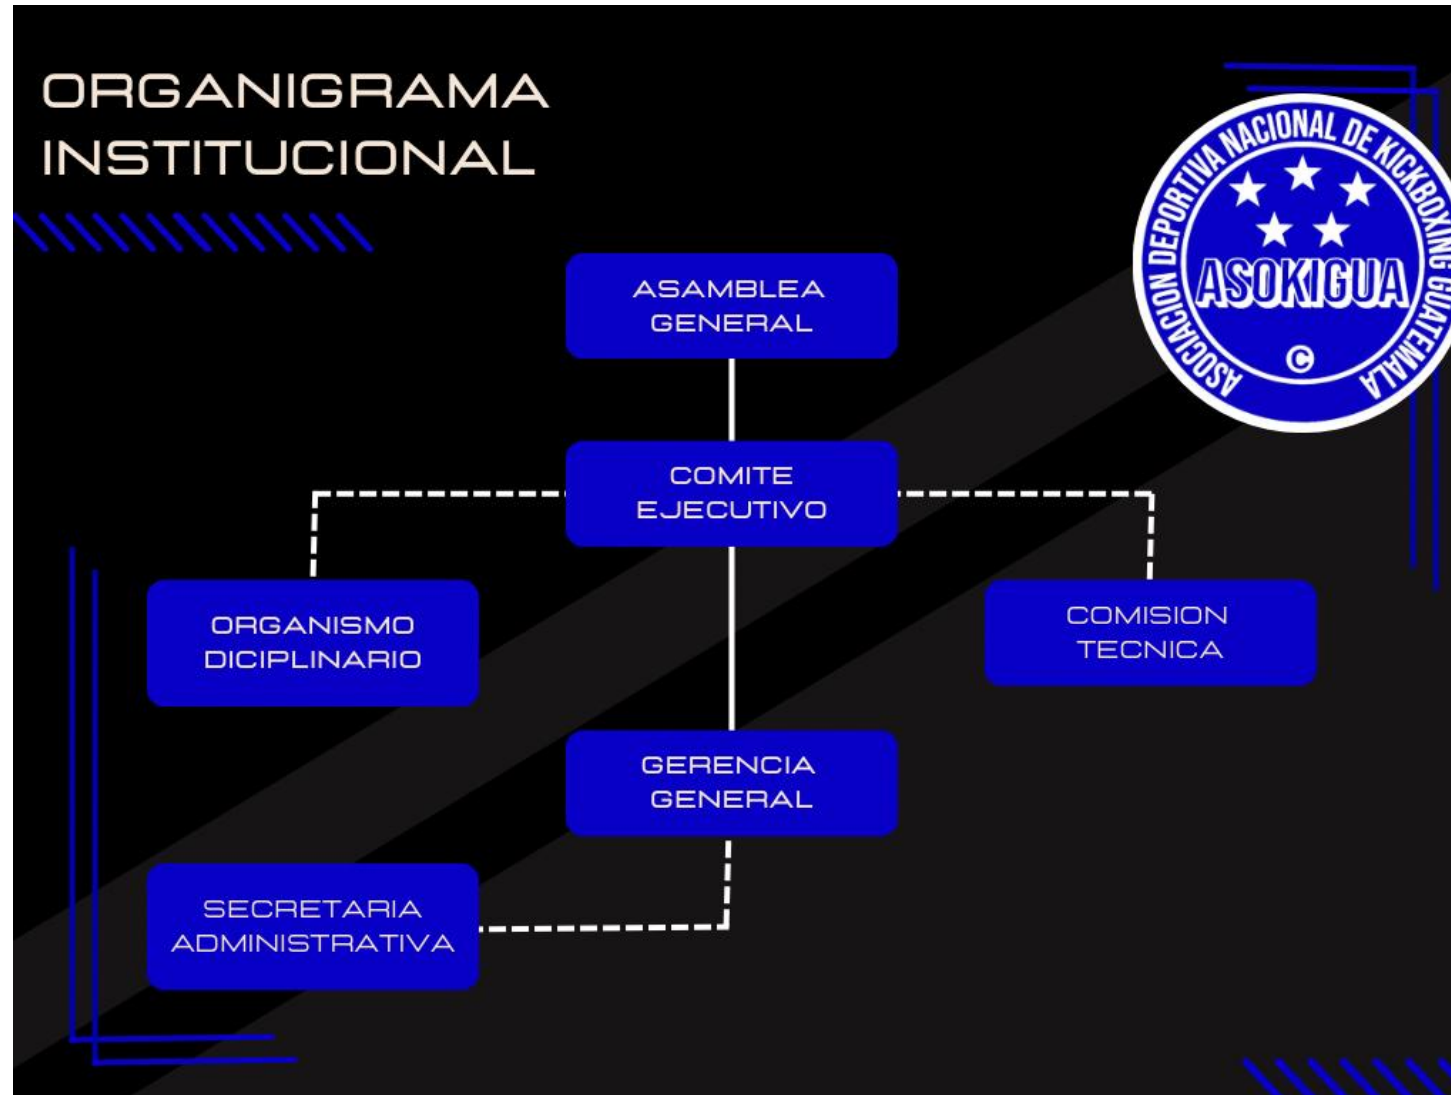 ORGANIGRAMA
INSTITUCIONAL
ASOCIACION DEPORTIVA NACIONAL DE KICKBOXING GUATEMALA
ASOKIGUA
©
ASAMBLEA
GENERAL
COMITE
EJECUTIVO
ORGANISMO
DICIPLINARIO
COMISION
TECNICA
GERENCIA
GENERAL
SECRETARIA
ADMINISTRATIVA